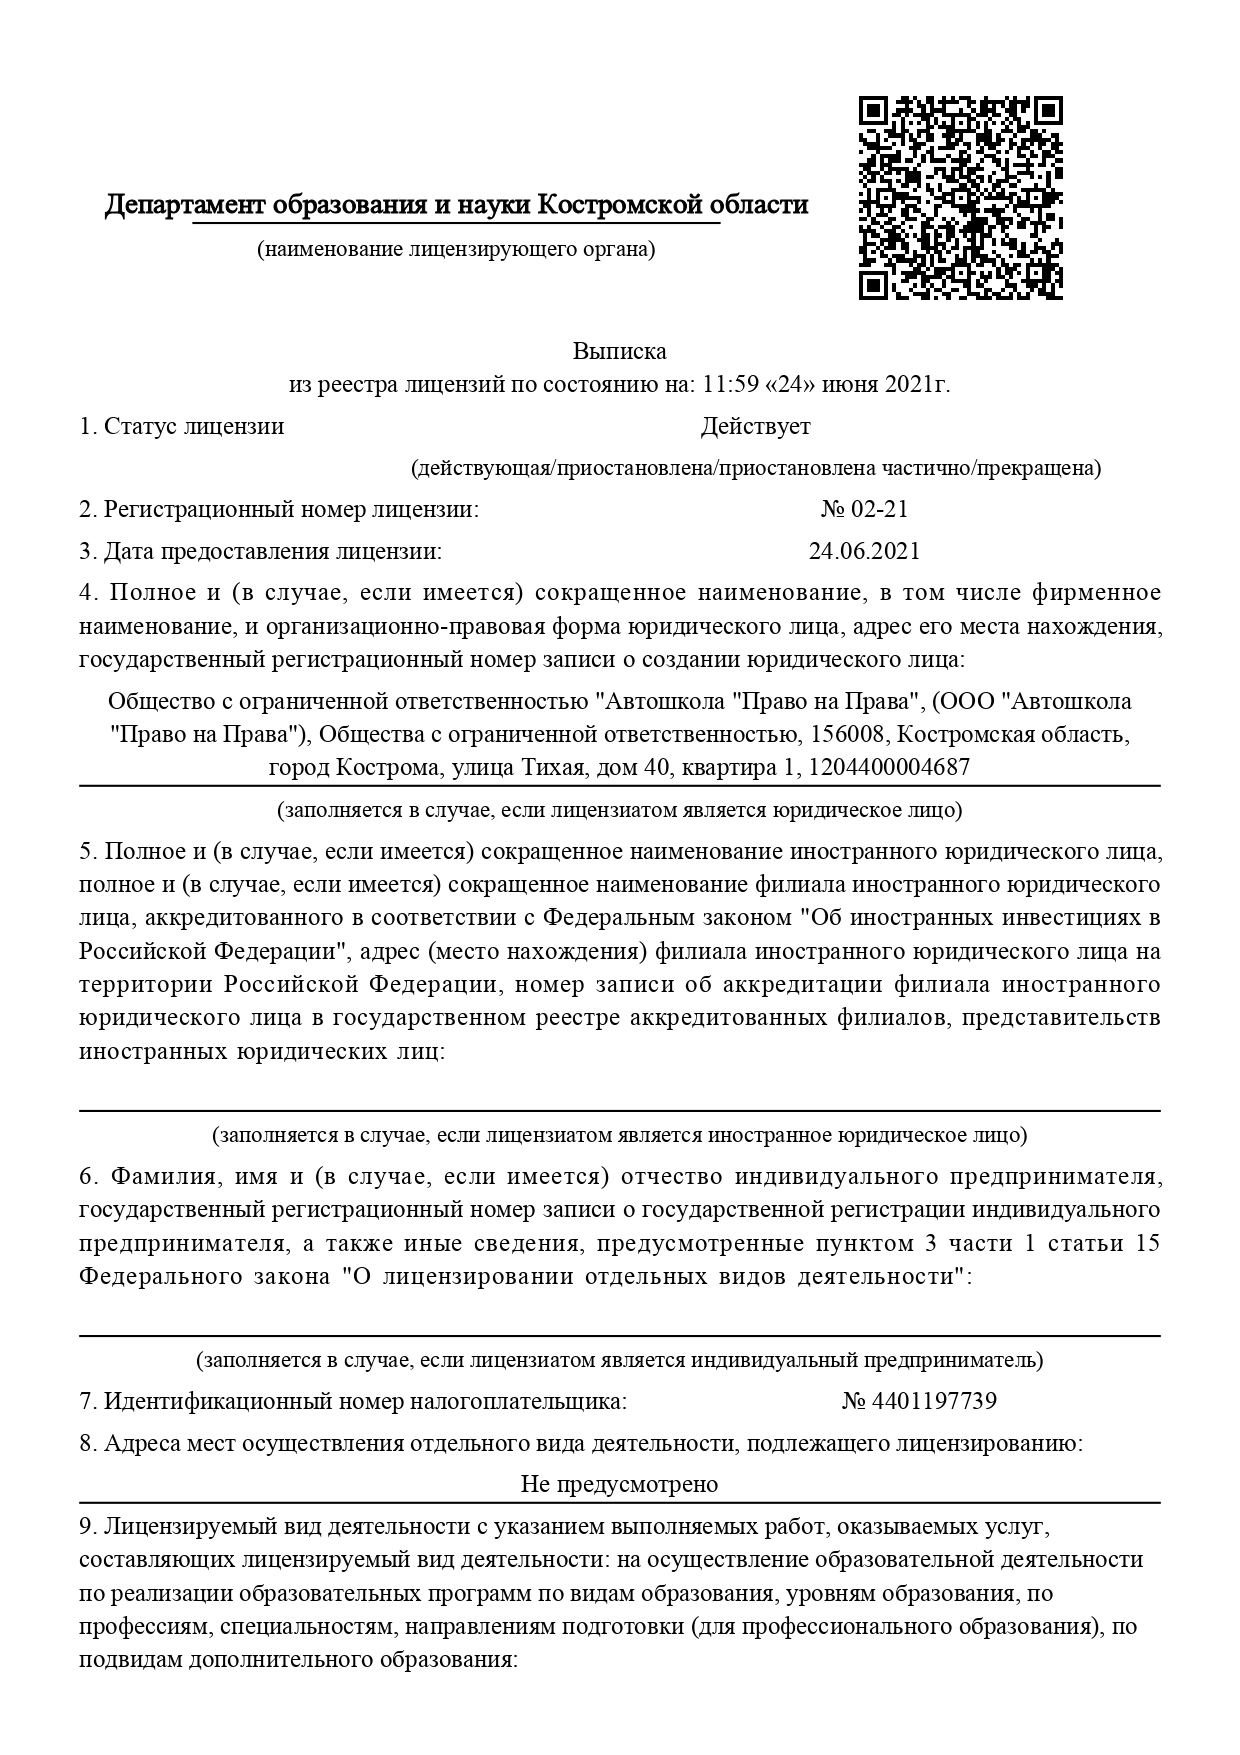 Департамент образования и науки Костромской области
(наименование лицензирующего органа)
Выписка
из реестра лицензий по состоянию на: 11:59 «24» июня 2021г.
1. Статус лицензии Действует
(действующая/приостановлена/приостановлена частично/прекращена)
2. Регистрационный номер лицензии: № 02-21
3. Дата предоставления лицензии: 24.06.2021
4. Полное и (в случае, если имеется) сокращенное наименование, в том числе фирменное
наименование, и организационно-правовая форма юридического лица, адрес его места нахождения,
государственный регистрационный номер записи о создании юридического лица:
Общество с ограниченной ответственностью "Автошкола "Право на Права", (ООО "Автошкола
"Право на Права"), Общества с ограниченной ответственностью, 156008, Костромская область,
город Кострома, улица Тихая, дом 40, квартира 1, 1204400004687
(заполняется в случае, если лицензиатом является юридическое лицо)
5. Полное и (в случае, если имеется) сокращенное наименование иностранного юридического лица,
полное и (в случае, если имеется) сокращенное наименование филиала иностранного юридического
лица, аккредитованного в соответствии с Федеральным законом "Об иностранных инвестициях в
Российской Федерации", адрес (место нахождения) филиала иностранного юридического лица на
территории Российской Федерации, номер записи об аккредитации филиала иностранного
юридического лица в государственном реестре аккредитованных филиалов, представительств
иностранных юридических лиц:
(заполняется в случае, если лицензиатом является иностранное юридическое лицо)
6. Фамилия, имя и (в случае, если имеется) отчество индивидуального предпринимателя,
государственный регистрационный номер записи о государственной регистрации индивидуального
предпринимателя, а также иные сведения, предусмотренные пунктом 3 части 1 статьи 15
Федерального закона "О лицензировании отдельных видов деятельности":
(заполняется в случае, если лицензиатом является индивидуальный предприниматель)
7. Идентификационный номер налогоплательщика: № 4401197739
8. Адреса мест осуществления отдельного вида деятельности, подлежащего лицензированию:
Не предусмотрено
9. Лицензируемый вид деятельности с указанием выполняемых работ, оказываемых услуг,
составляющих лицензируемый вид деятельности: на осуществление образовательной деятельности
по реализации образовательных программ по видам образования, уровням образования, по
профессиям, специальностям, направлениям подготовки (для профессионального образования), по
подвидам дополнительного образования: